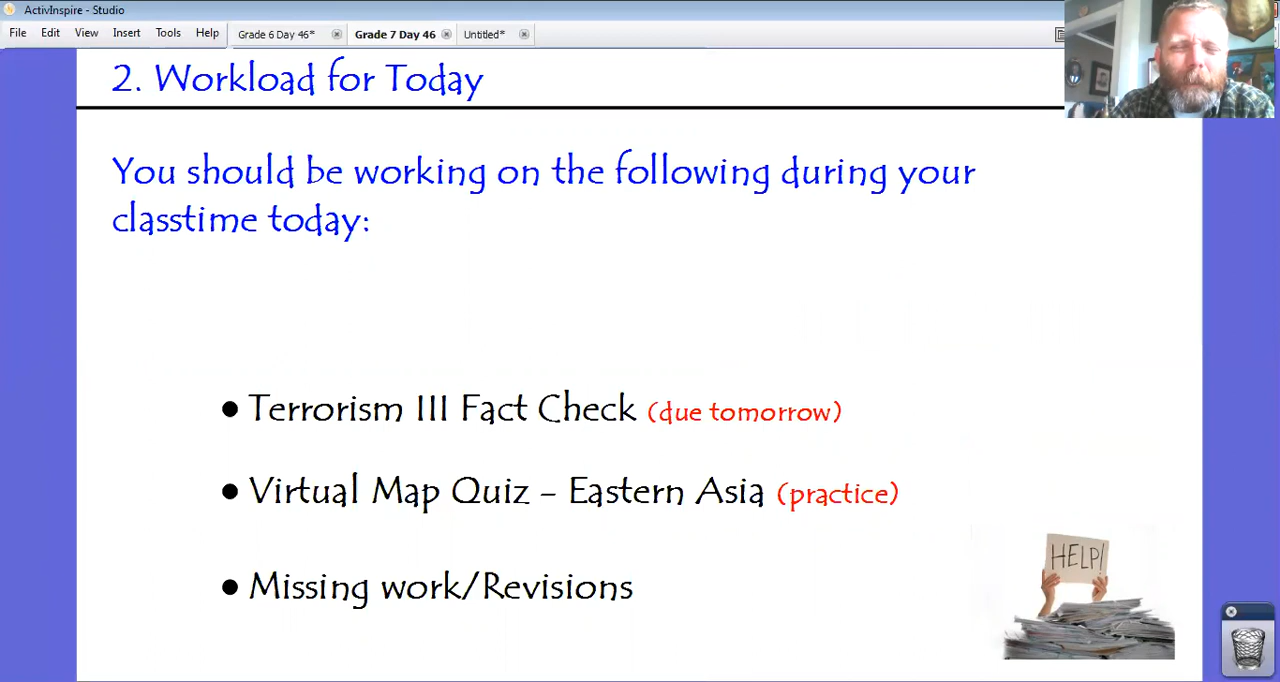 ActivInspire - Studio
File Edit View Insert Tools Help
Grade 6 Day 46* Grade 7 Day 46 Untitled*
2. Workload for Today
You should be working on the following during your
classtime today:
• Terrorism III Fact Check (due tomorrow)
• Virtual Map Quiz – Eastern Asia (practice)
• Missing work/Revisions
HELP!